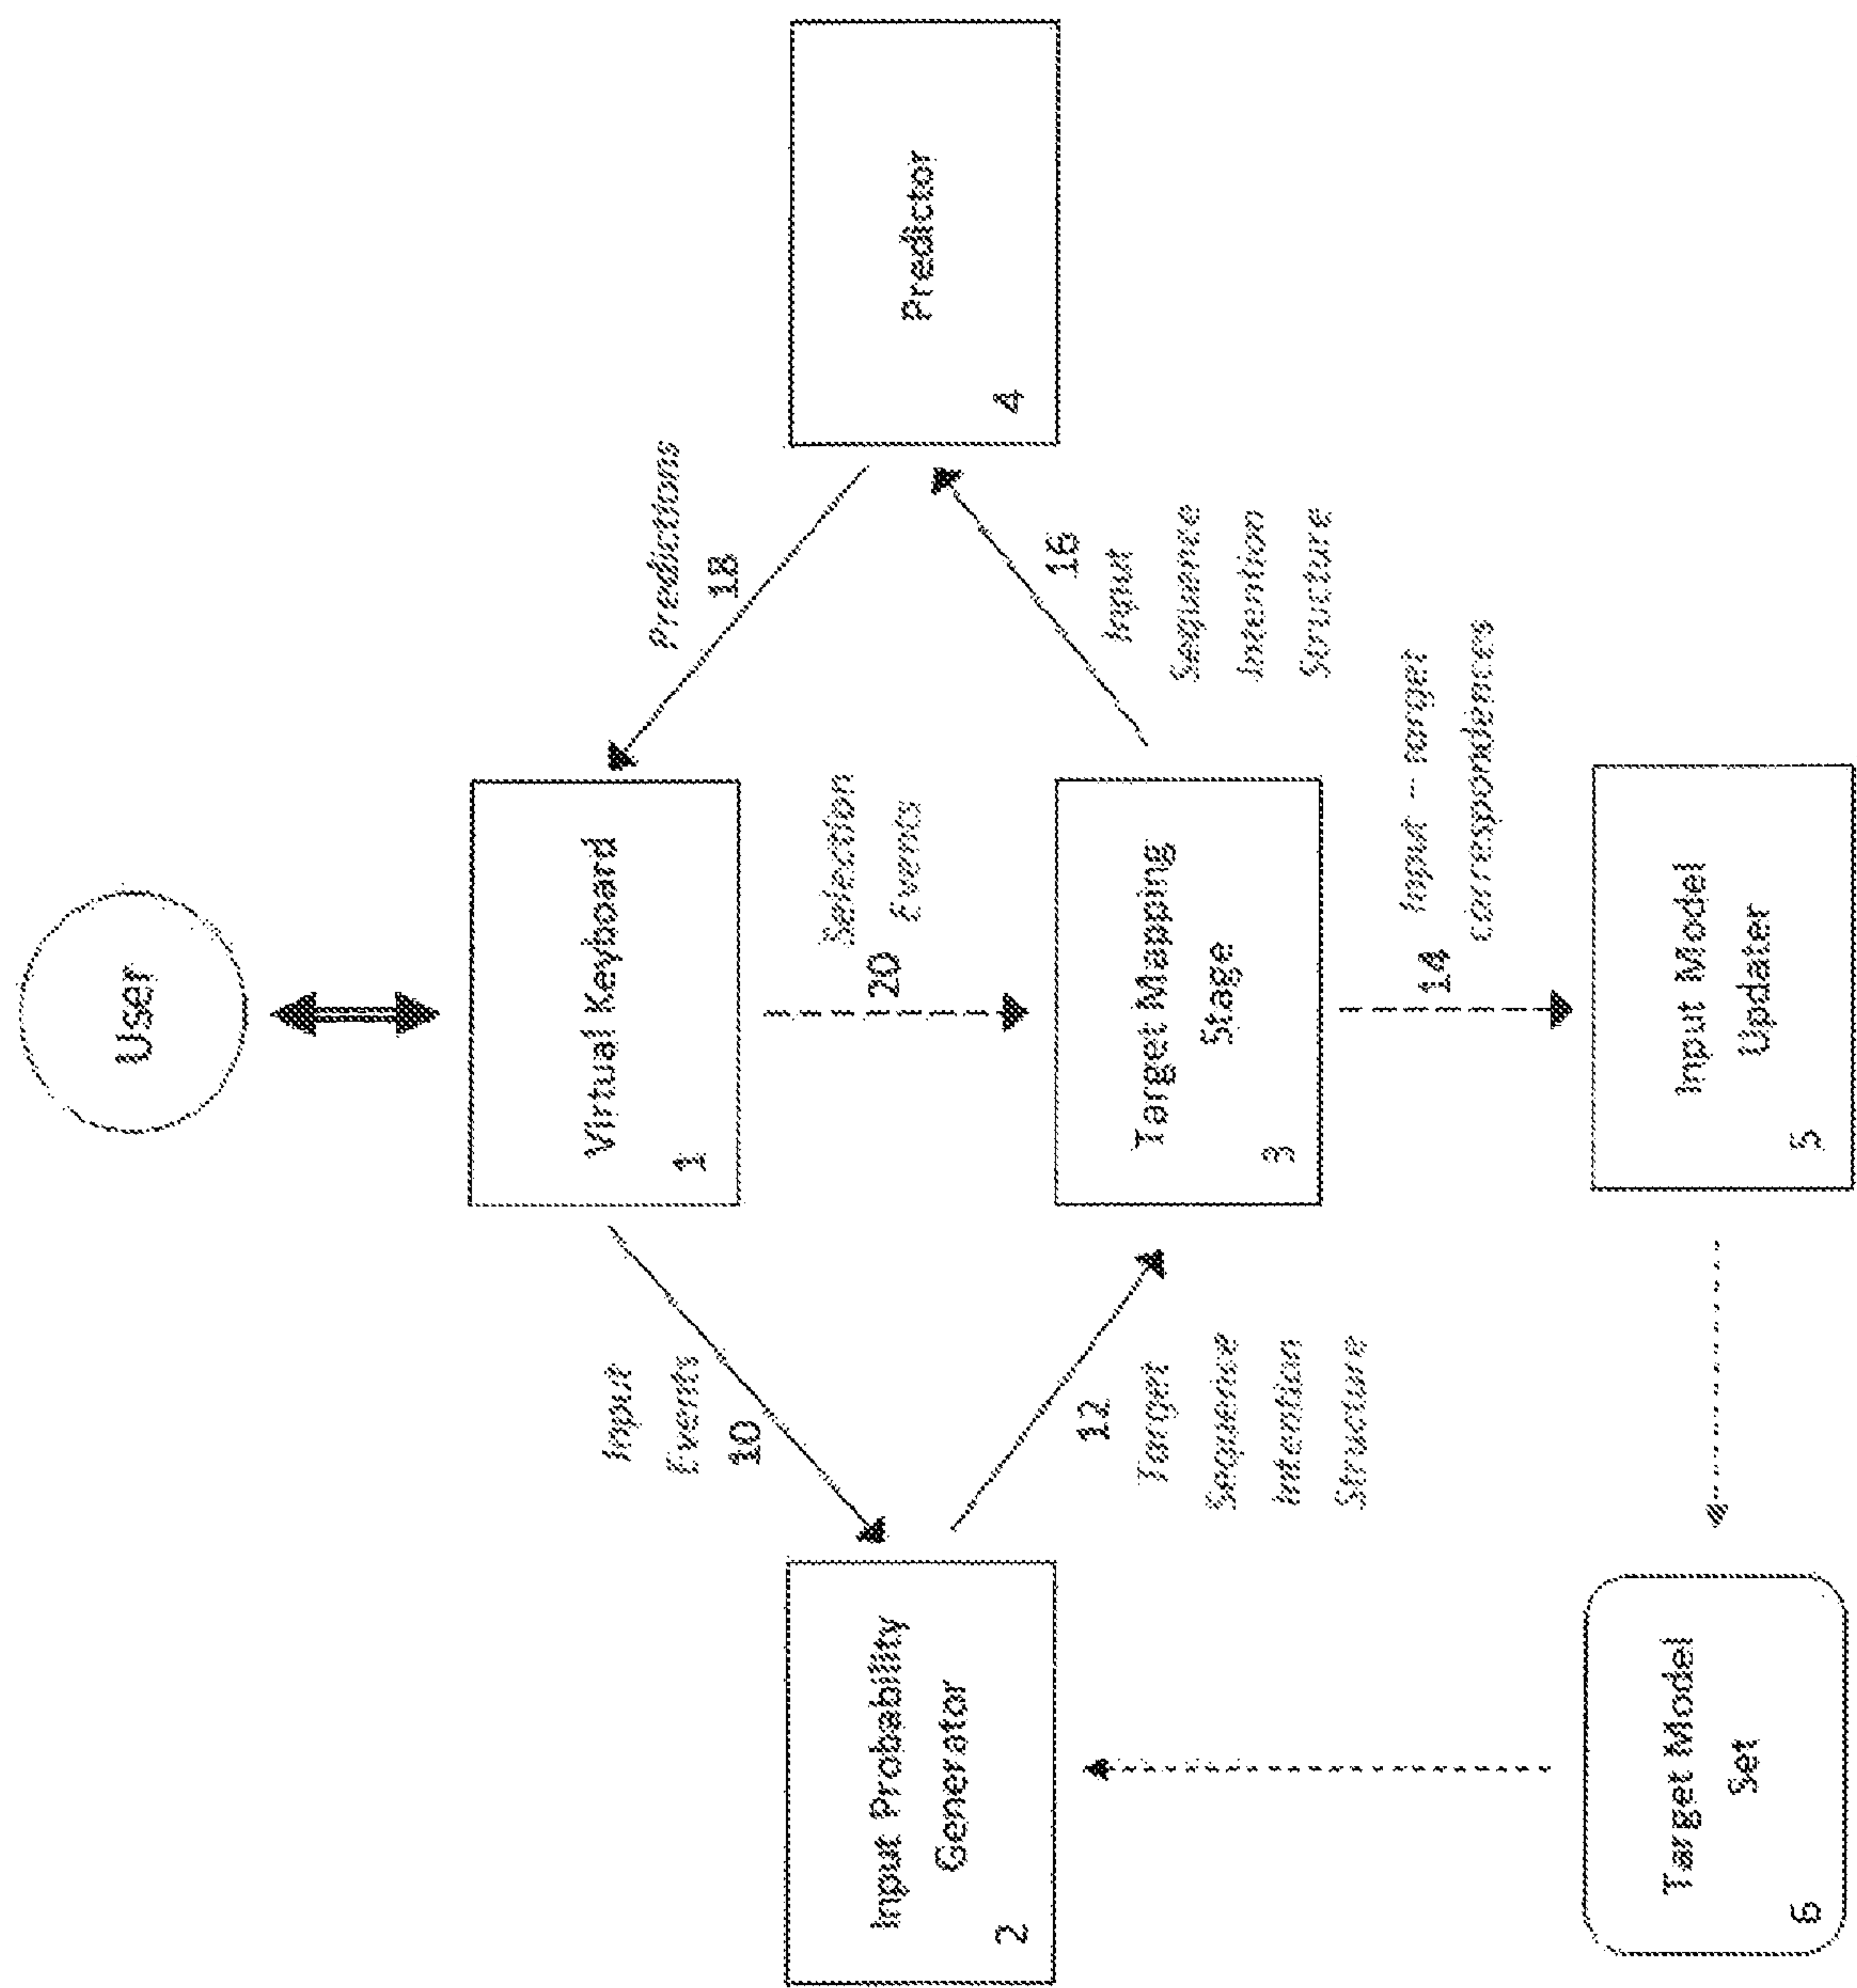 User
Virtual Keyboard
1
Predictions
18
Input
Events
10
Selection
20
Events
Input Probability
Generator
2
Predictor
4
12
Target
Sequence
Intention
Structure
16
Input
Sequence
Intention
Structure
Target Mapping
Stage
3
Input – target
14
correspondences
Target Model
Set
6
Input Model
Updater
5